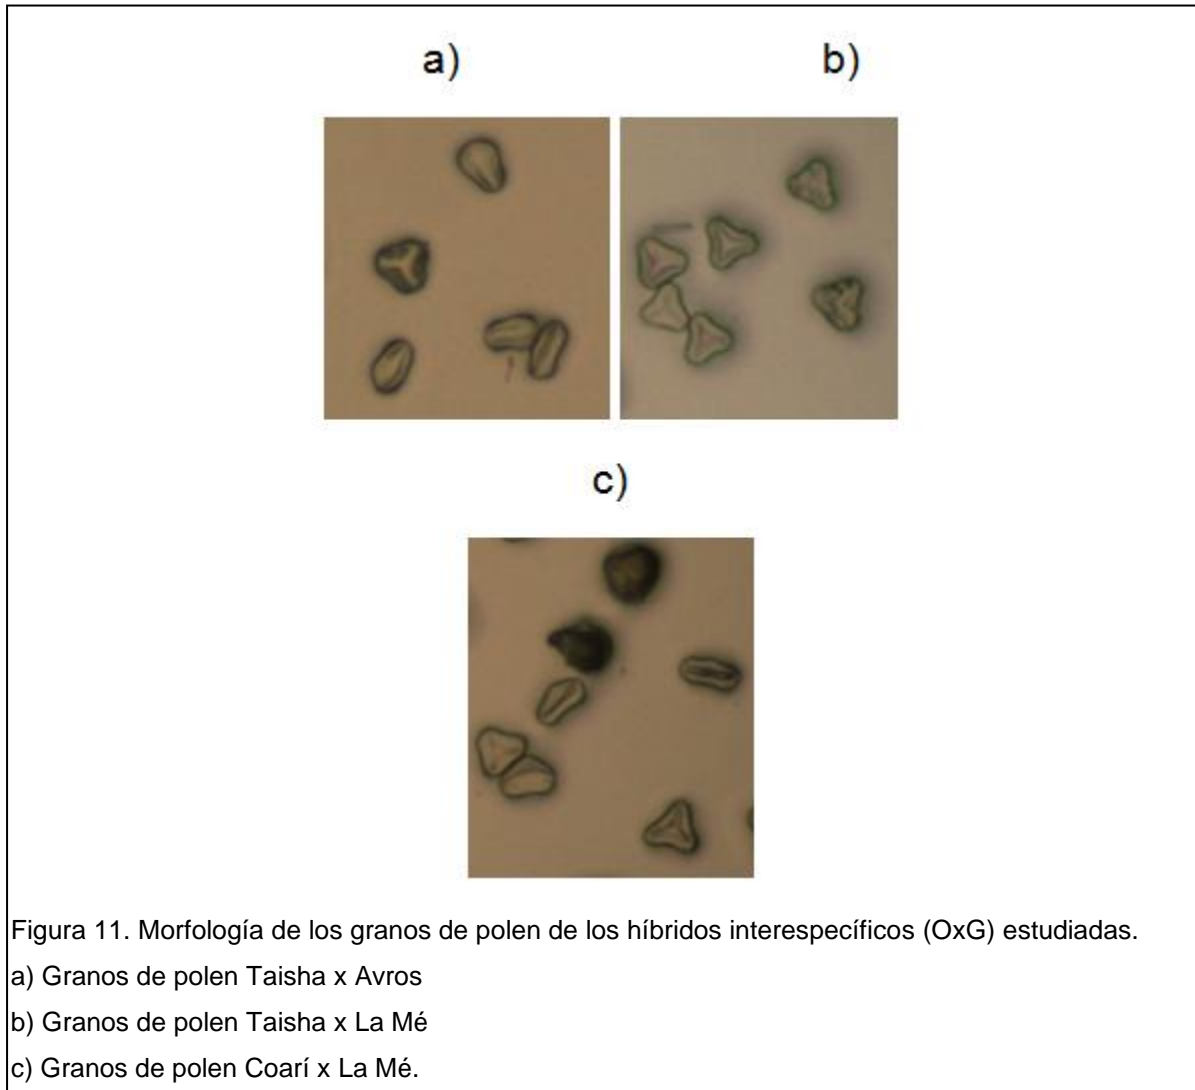 a)
b)
c)
Figura 11. Morfología de los granos de polen de los híbridos interespecíficos (OxG) estudiadas.
a) Granos de polen Taisha x Avros
b) Granos de polen Taisha x La Mé
c) Granos de polen Coarí x La Mé.